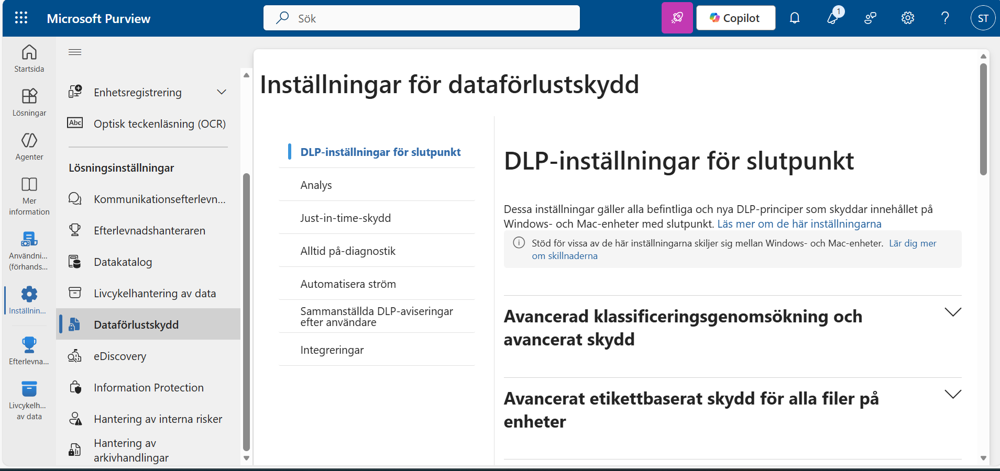 Microsoft Purview
Sök
Copilot
1
ST
Startsida
Lösningar
Agenter
Mer
information
Användni...
(förhands...
Inställnin...
Efterlevna...
Livcykelh...
av data
Enhetsregistrering
Abc
Optisk teckenläsning (OCR)
Lösningsinställningar
Kommunikationsefterlevn...
Efterlevnadshanteraren
Datakatalog
Livcykelhantering av data
Dataförlustskydd
eDiscovery
Information Protection
Hantering av interna risker
Hantering av
arkivhandlingar
Inställningar för dataförlustskydd
DLP-inställningar för slutpunkt
Analys
Just-in-time-skydd
Alltid på-diagnostik
Automatisera ström
Sammanställda DLP-aviseringar
efter användare
Integreringar
DLP-inställningar för slutpunkt
Dessa inställningar gäller alla befintliga och nya DLP-principer som skyddar innehållet på
Windows- och Mac-enheter med slutpunkt. Läs mer om de här inställningarna
Stöd för vissa av de här inställningarna skiljer sig mellan Windows- och Mac-enheter. Lär dig mer
om skillnaderna
Avancerad klassificeringsgenomsökning och
avancerat skydd
Avancerat etikettbaserat skydd för alla filer på
enheter